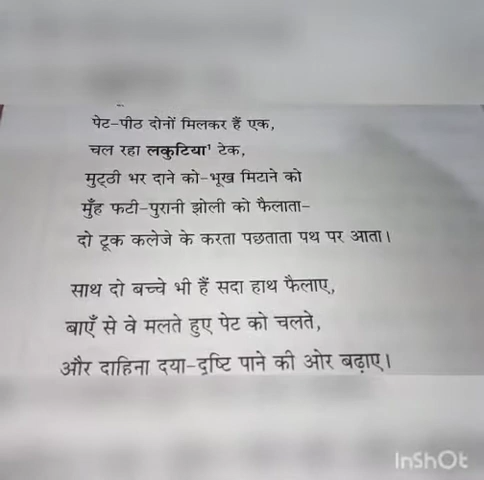 पेट-पीठ दोनों मिलकर हैं एक,
चल रहा लकुटिया¹ टेक,
मुट्ठी भर दाने को-भूख मिटाने को
मुँह फटी-पुरानी झोली को फैलाता-
दो टूक कलेजे के करता पछताता पथ पर आता।
साथ दो बच्चे भी हैं सदा हाथ फैलाए,
बाएँ से वे मलते हुए पेट को चलते,
और दाहिना दया-दृष्टि पाने की ओर बढ़ाए।
InShOt